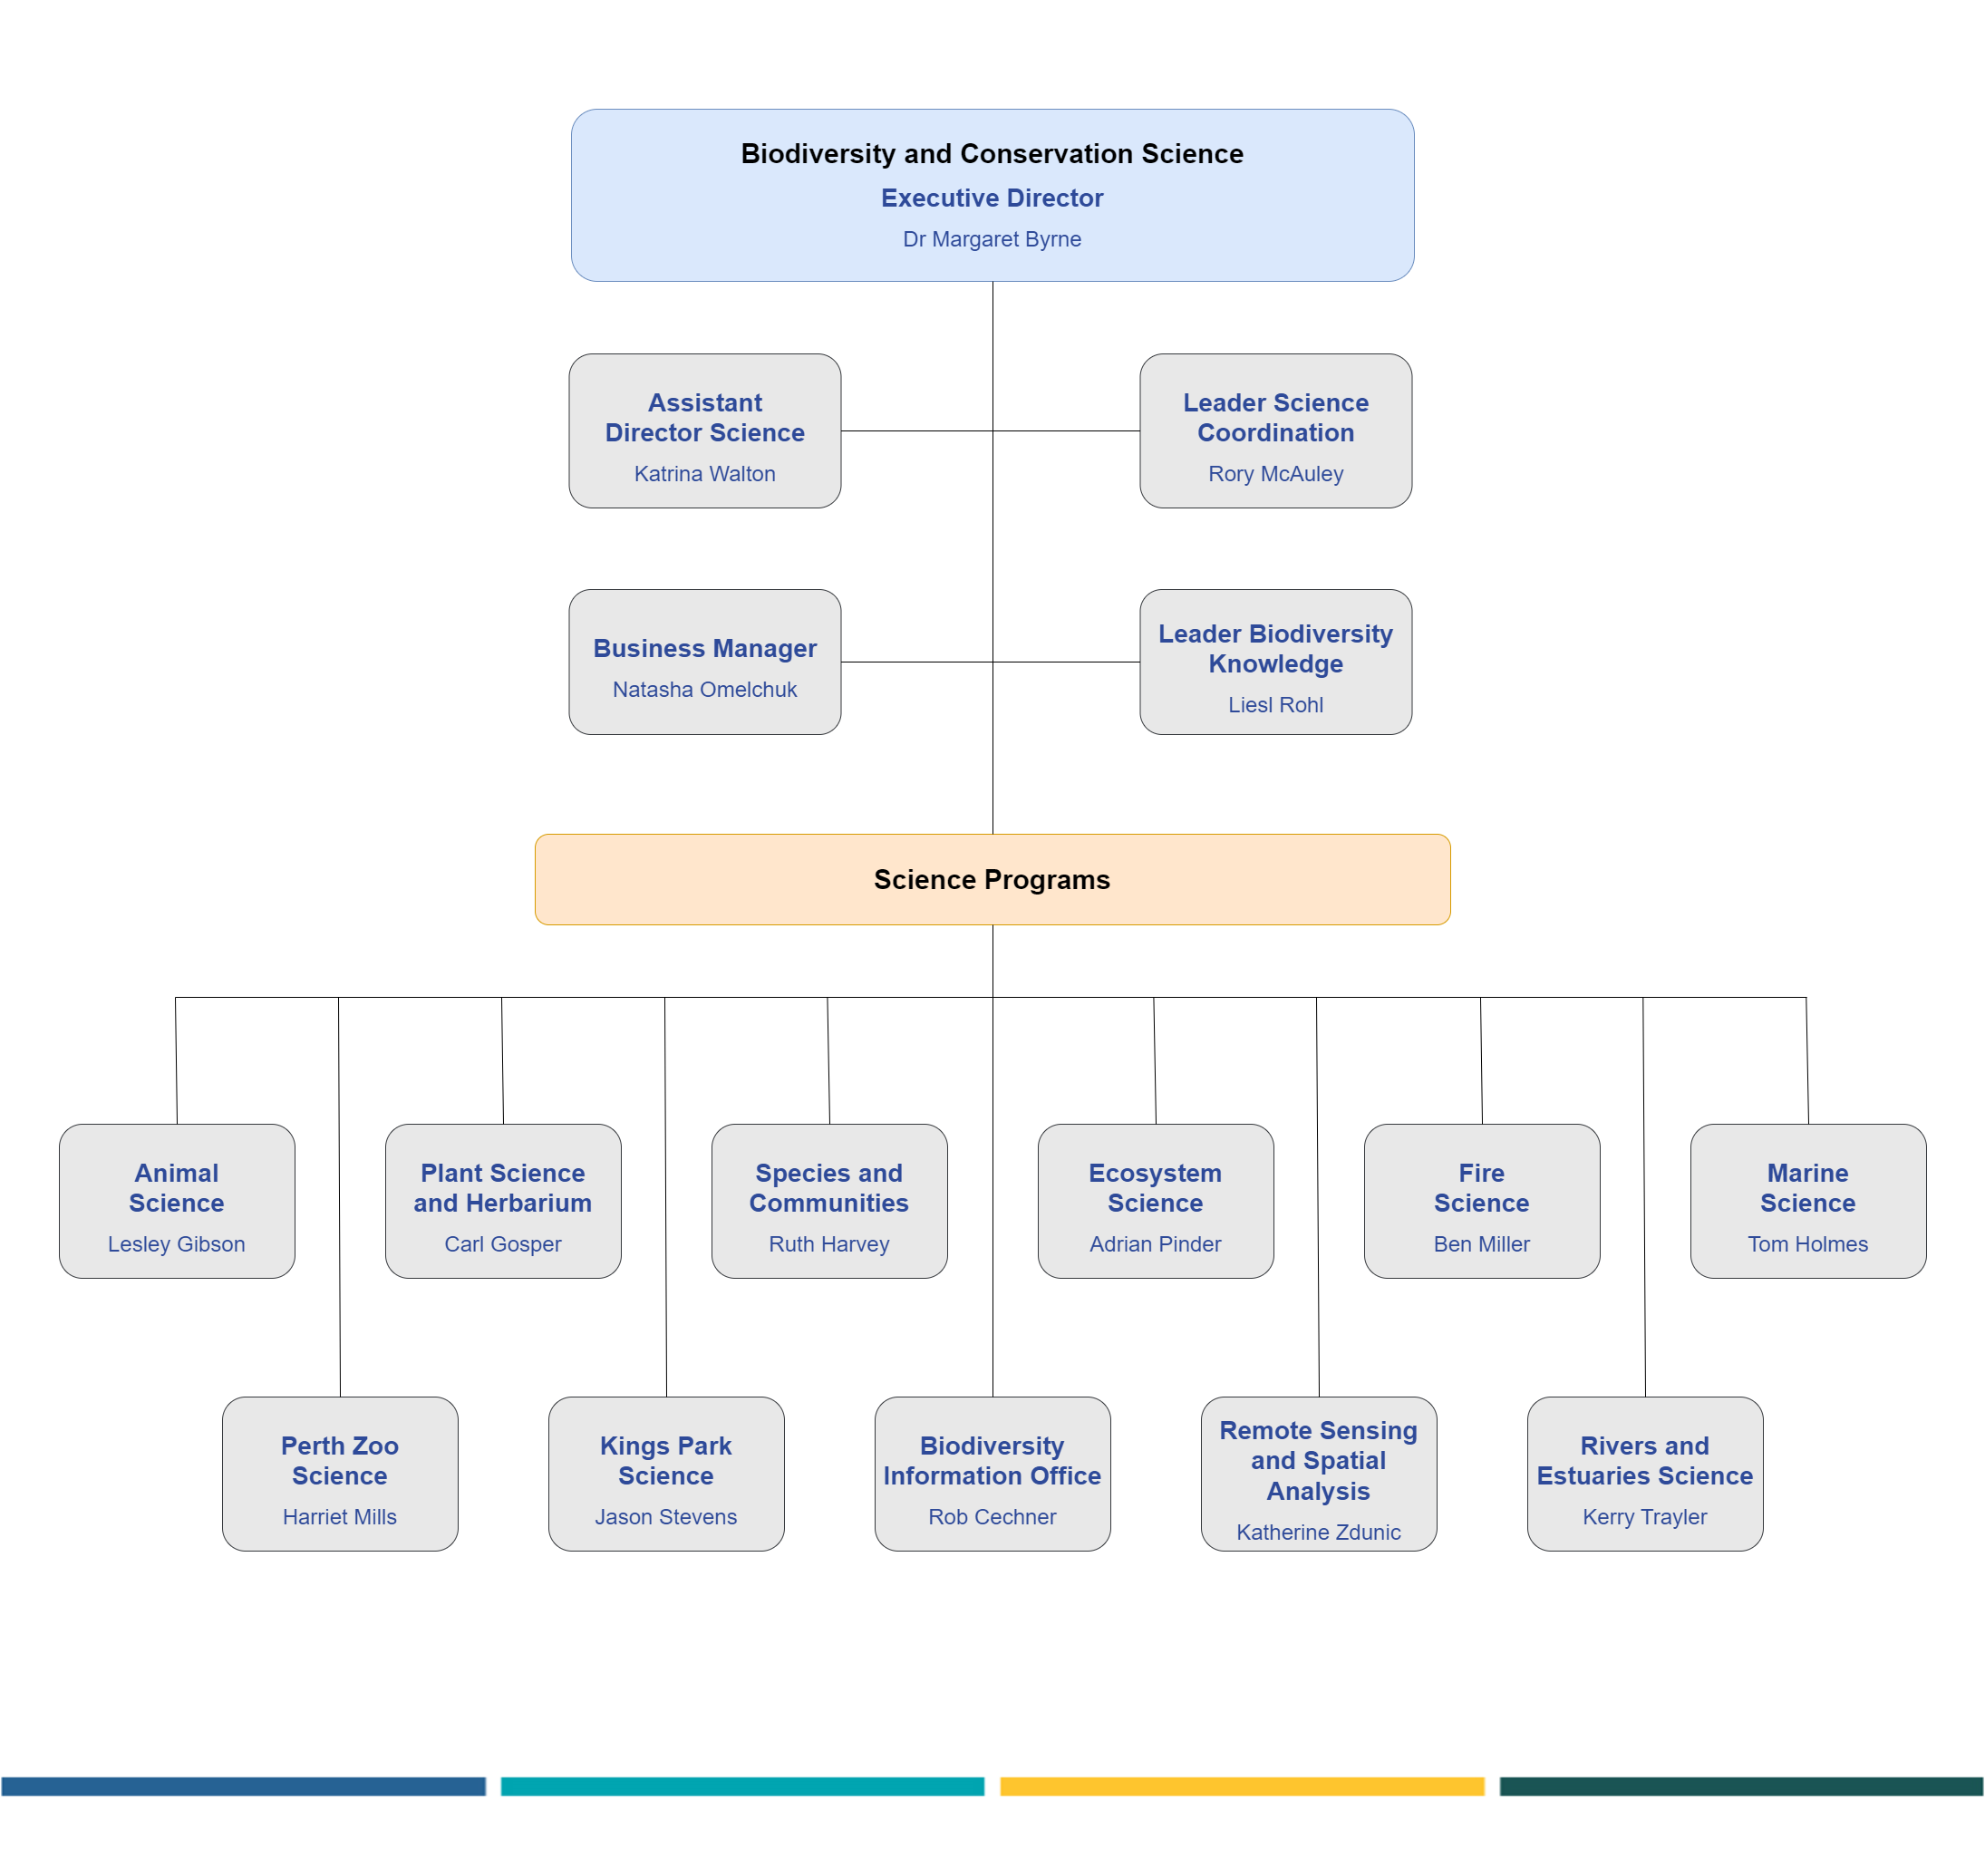 Biodiversity and Conservation Science
Executive Director
Dr Margaret Byrne
Assistant
Director Science
Katrina Walton
Leader Science
Coordination
Rory McAuley
Business Manager
Natasha Omelchuk
Leader Biodiversity
Knowledge
Liesl Rohl
Science Programs
Animal
Science
Lesley Gibson
Plant Science
and Herbarium
Carl Gosper
Species and
Communities
Ruth Harvey
Ecosystem
Science
Adrian Pinder
Fire
Science
Ben Miller
Marine
Science
Tom Holmes
Perth Zoo
Science
Harriet Mills
Kings Park
Science
Jason Stevens
Biodiversity
Information Office
Rob Cechner
Remote Sensing
and Spatial
Analysis
Katherine Zdunic
Rivers and
Estuaries Science
Kerry Trayler